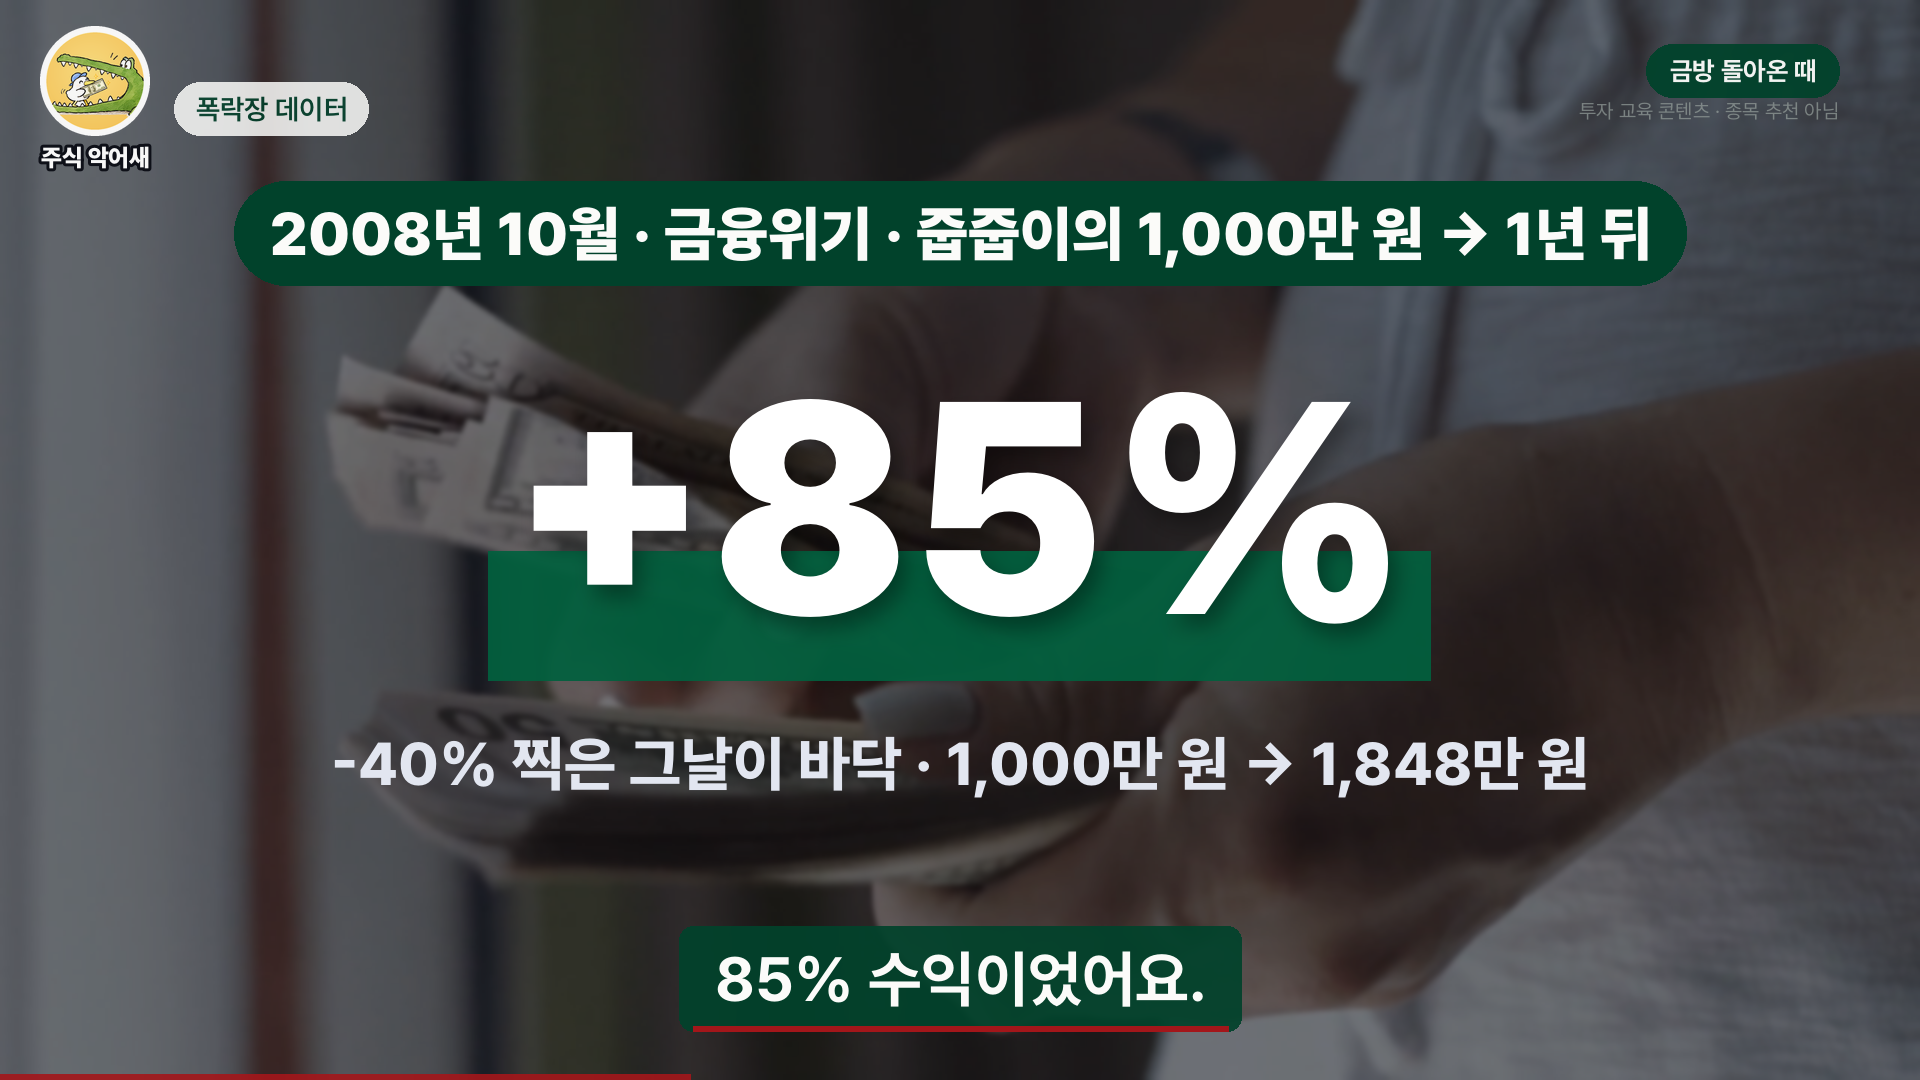 주식 악어새
폭락장 데이터
금방 돌아온 때
투자 교육 콘텐츠 · 종목 추천 아님
2008년 10월 · 금융위기 · 줍줍이의 1,000만 원 → 1년 뒤
+85%
-40% 찍은 그날이 바닥 · 1,000만 원 → 1,848만 원
85% 수익이었어요.